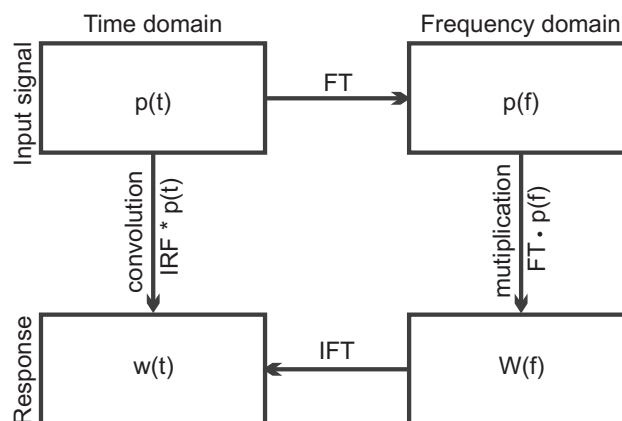 Time domain
Frequency domain
Input signal
p(t)
FT
p(f)
convolution
IRF * p(t)
mutiplication
FT • p(f)
Response
w(t)
IFT
W(f)